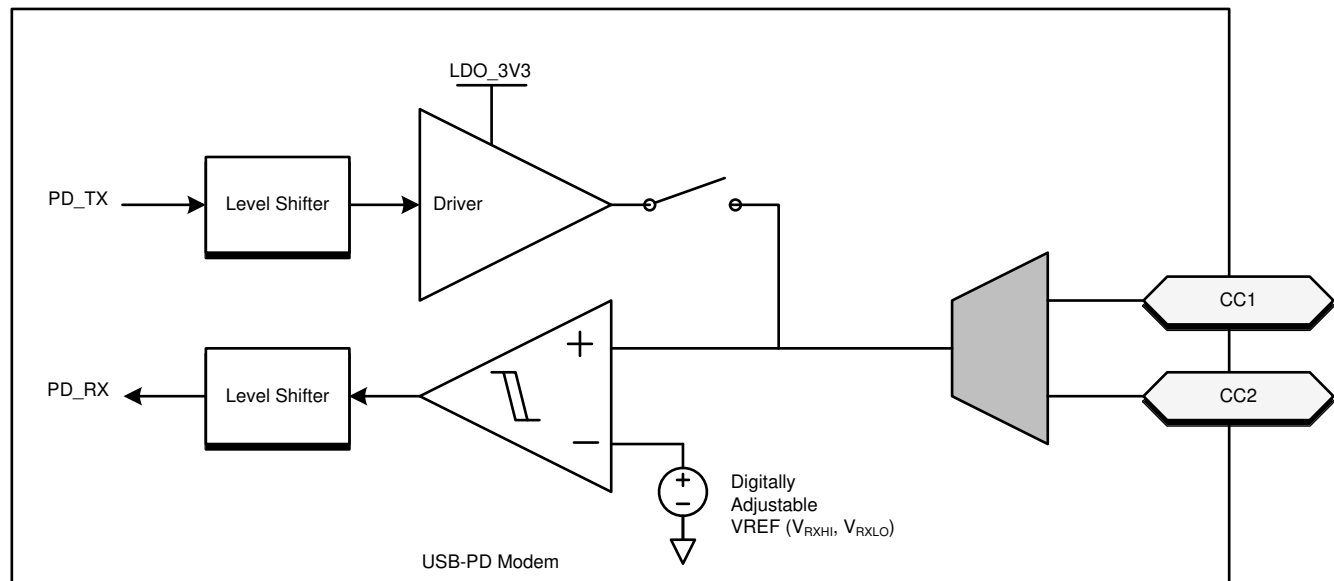 LDO_3V3
PD_TX
Level Shifter
Driver
CC1
PD_RX
Level Shifter
CC2
Digitally
Adjustable
VREF (VRXHI, VRXLO)
USB-PD Modem